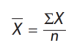 X̅ = ΣX / n